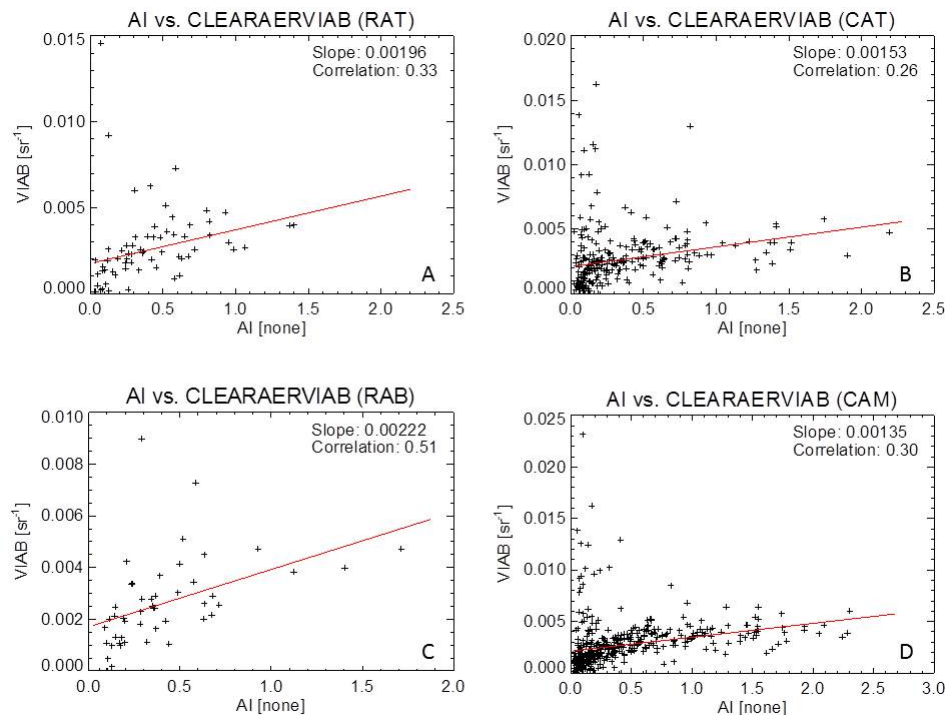 AI vs. CLEARAERVIAB (RAT)
Slope: 0.00196
Correlation: 0.33
0.015
0.010
0.005
0.000
VIAB [sr⁻¹]
0.0 0.5 1.0 1.5 2.0 2.5
AI [none]
A
AI vs. CLEARAERVIAB (CAT)
Slope: 0.00153
Correlation: 0.26
0.020
0.015
0.010
0.005
0.000
VIAB [sr⁻¹]
0.0 0.5 1.0 1.5 2.0 2.5
AI [none]
B
AI vs. CLEARAERVIAB (RAB)
Slope: 0.00222
Correlation: 0.51
0.010
0.008
0.006
0.004
0.002
0.000
VIAB [sr⁻¹]
0.0 0.5 1.0 1.5 2.0
AI [none]
C
AI vs. CLEARAERVIAB (CAM)
Slope: 0.00135
Correlation: 0.30
0.025
0.020
0.015
0.010
0.005
0.000
VIAB [sr⁻¹]
0.0 0.5 1.0 1.5 2.0 2.5 3.0
AI [none]
D